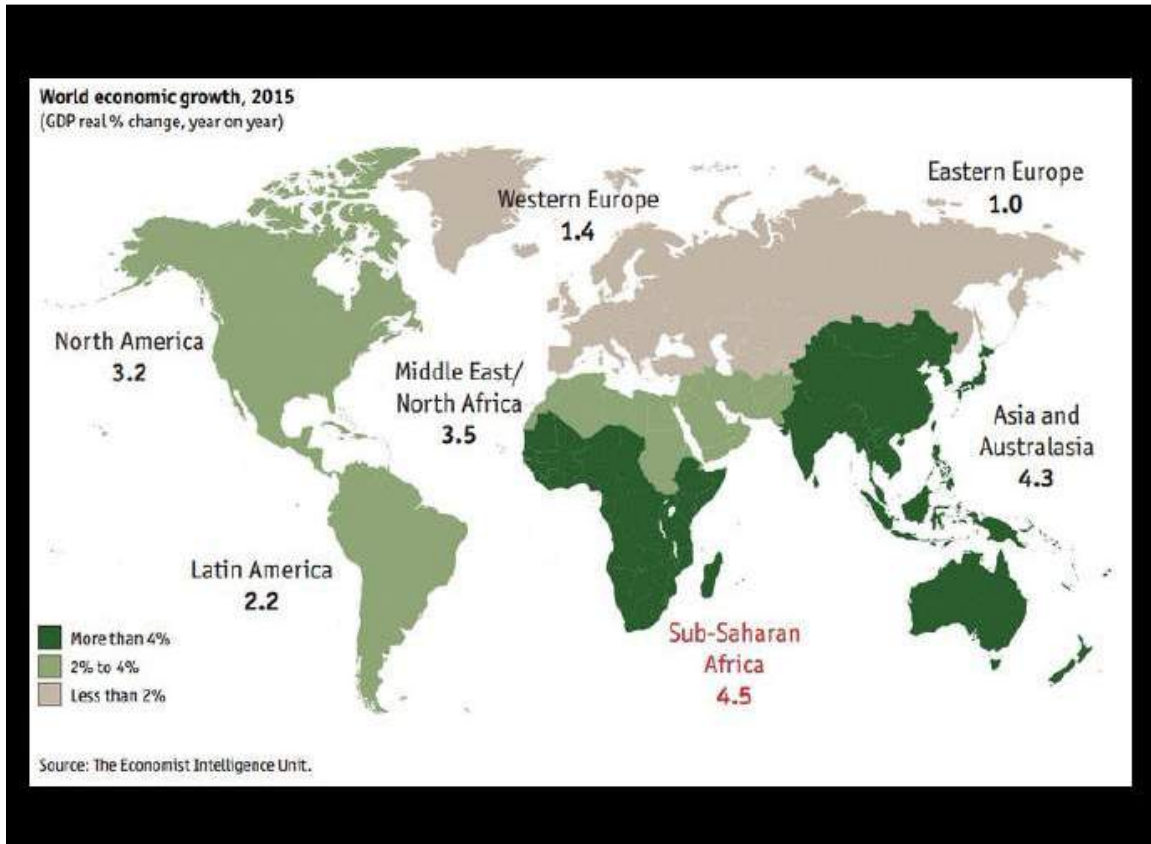 World economic growth, 2015
(GDP real % change, year on year)
Eastern Europe
1.0
Western Europe
1.4
North America
3.2
Middle East/
North Africa
3.5
Asia and
Australasia
4.3
Latin America
2.2
Sub-Saharan
Africa
4.5
More than 4%
2% to 4%
Less than 2%
Source: The Economist Intelligence Unit.